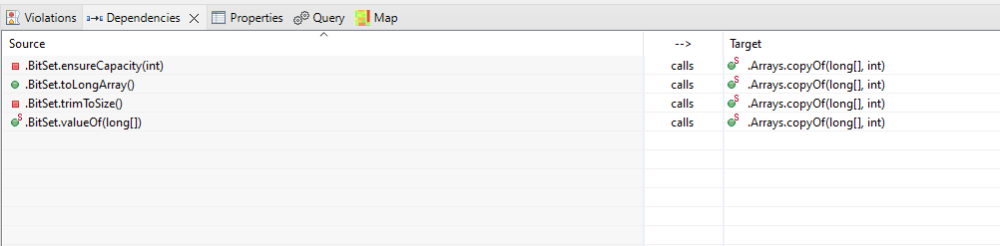 Violations Dependencies Properties Query Map
Source --> Target
.BitSet.ensureCapacity(int) calls S .Arrays.copyOf(long[], int)
.BitSet.toLongArray() calls S .Arrays.copyOf(long[], int)
.BitSet.trimToSize() calls S .Arrays.copyOf(long[], int)
S .BitSet.valueOf(long[]) calls S .Arrays.copyOf(long[], int)